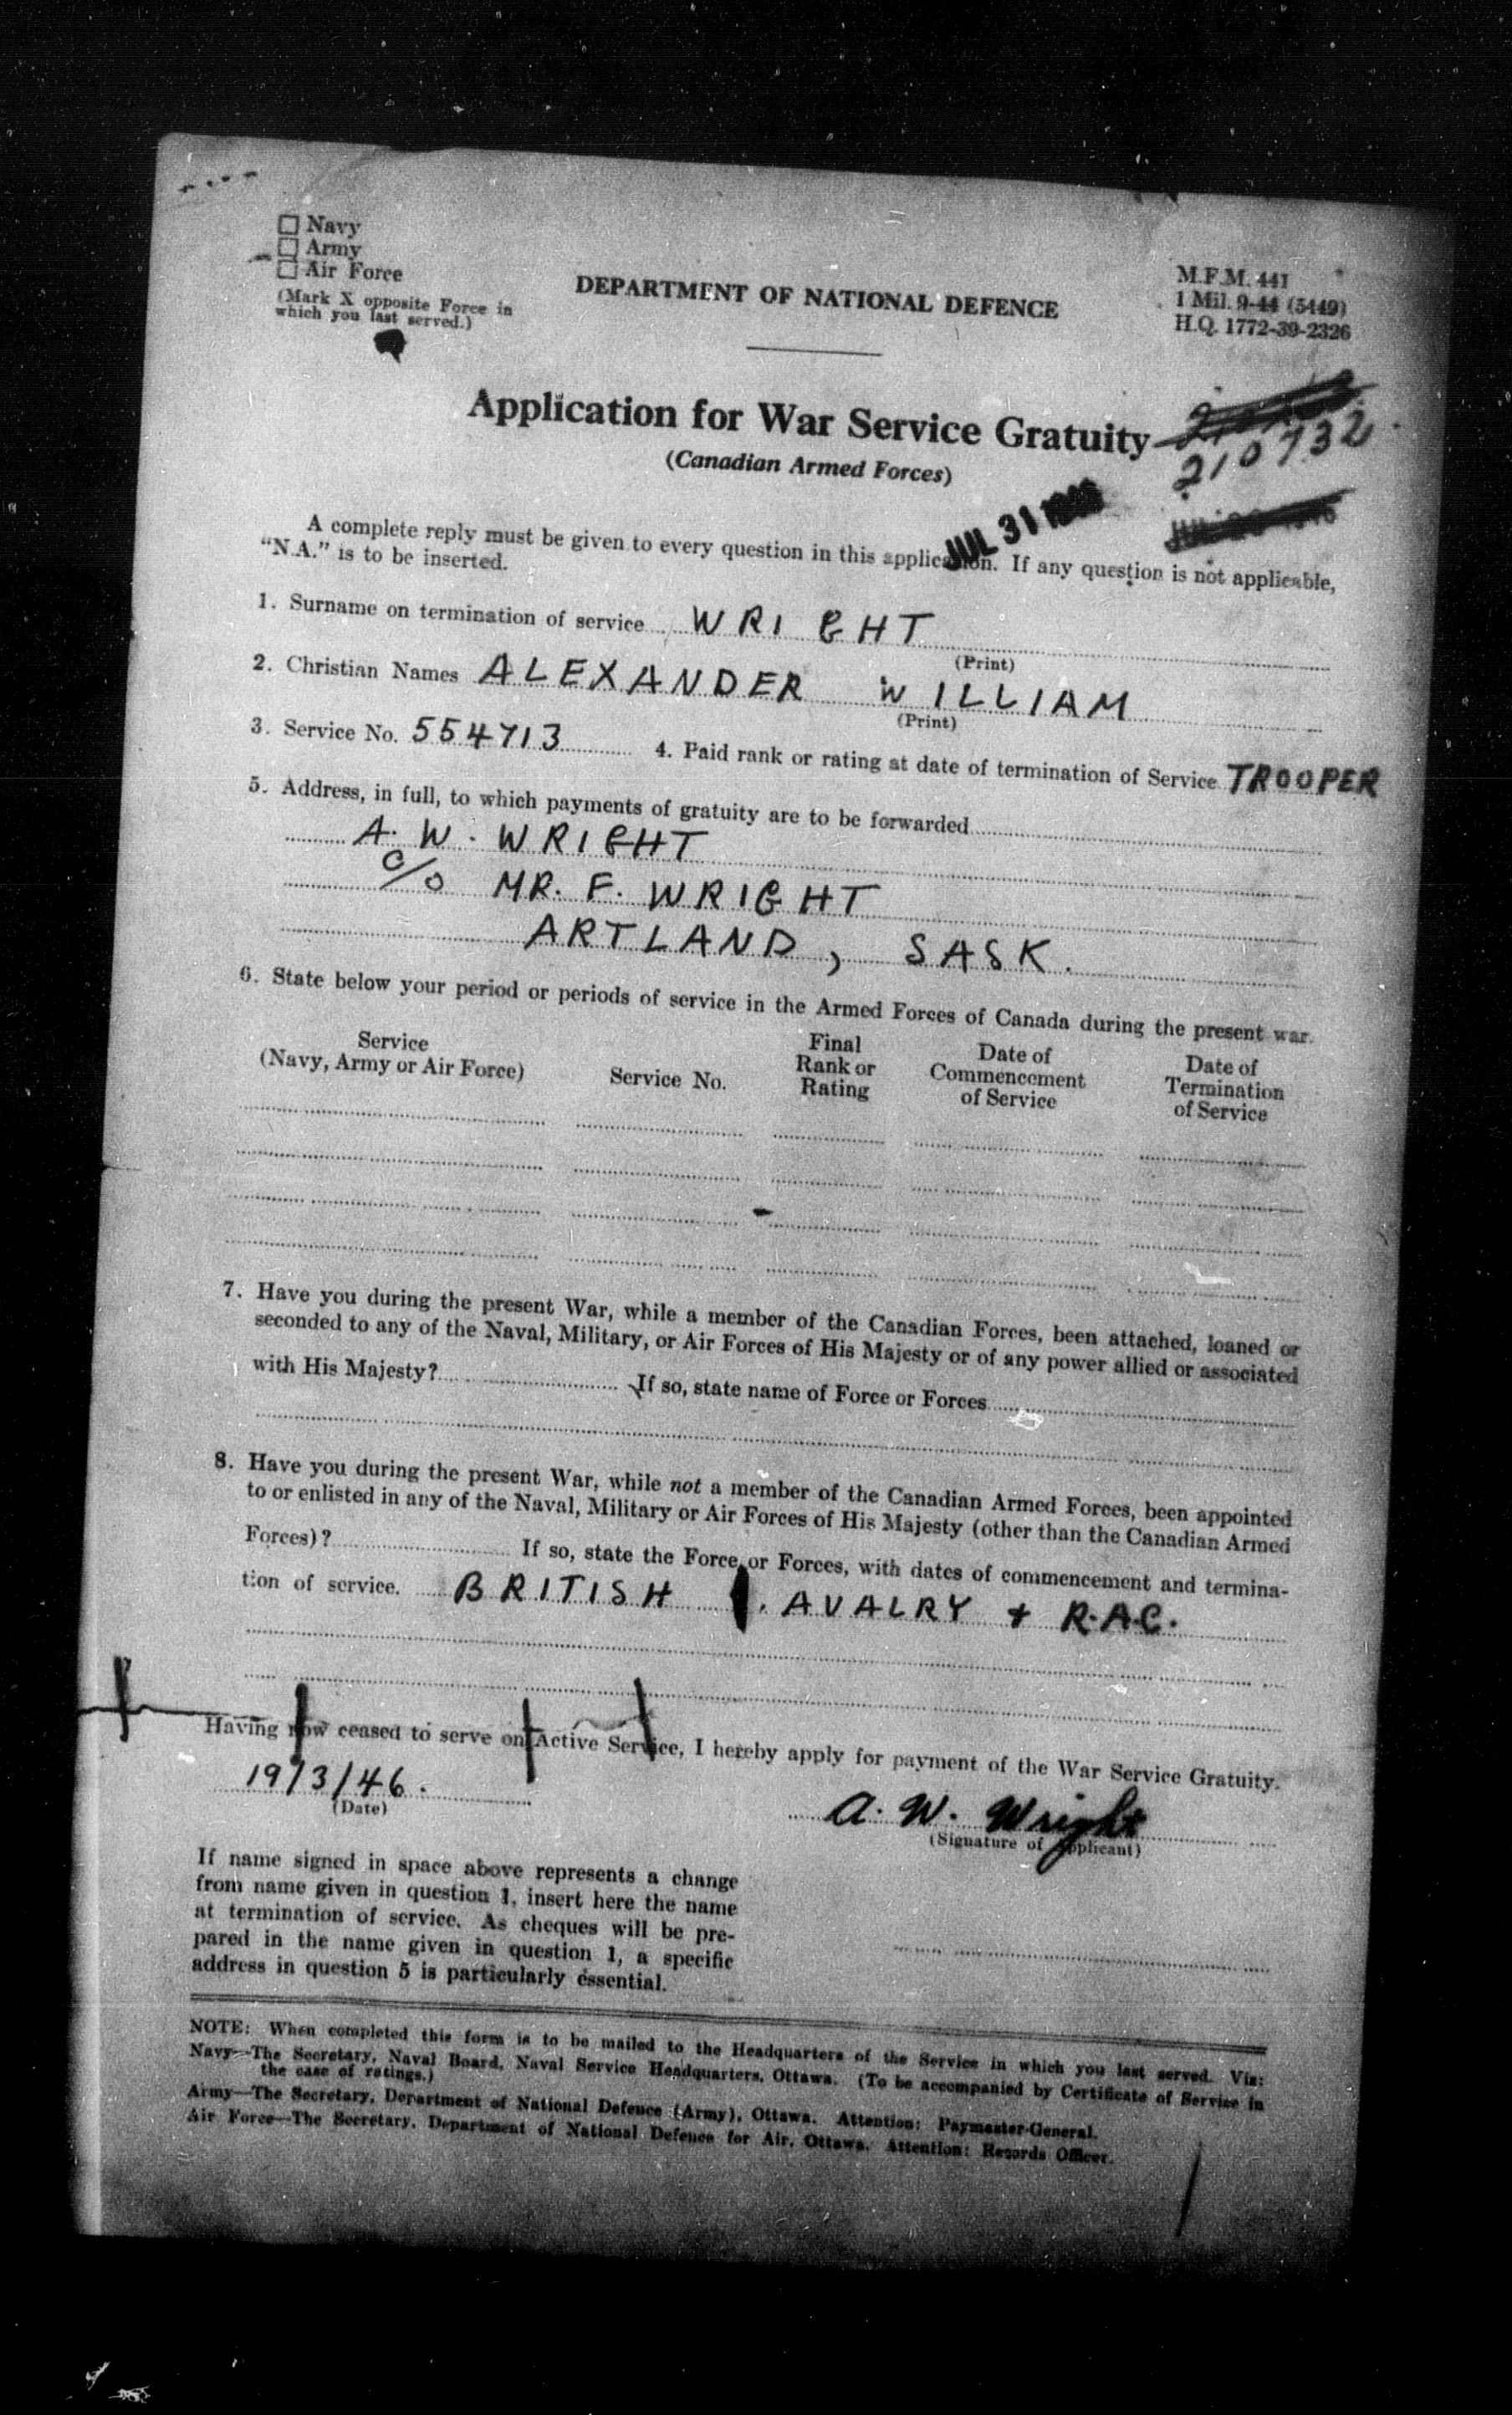 ☐ Navy
☐ Army
☐ Air Force
(Mark X opposite Force in
which you last served.)
DEPARTMENT OF NATIONAL DEFENCE
M.F.M. 441
1 Mil. 9-44 (5449)
H.Q. 1772-39-2326
Application for War Service Gratuity
(Canadian Armed Forces)
210732
JUL 31 1946
A complete reply must be given to every question in this application. If any question is not applicable,
"N.A." is to be inserted.
1. Surname on termination of service WRIGHT
(Print)
2. Christian Names ALEXANDER WILLIAM
(Print)
3. Service No. 554713 4. Paid rank or rating at date of termination of Service TROOPER
5. Address, in full, to which payments of gratuity are to be forwarded
A. W. WRIGHT
c/o MR. F. WRIGHT
ARTLAND, SASK.
6. State below your period or periods of service in the Armed Forces of Canada during the present war.
Service
(Navy, Army or Air Force)
Service No.
Final
Rank or
Rating
Date of
Commencement
of Service
Date of
Termination
of Service
7. Have you during the present War, while a member of the Canadian Forces, been attached, loaned or
seconded to any of the Naval, Military, or Air Forces of His Majesty or of any power allied or associated
with His Majesty? If so, state name of Force or Forces
8. Have you during the present War, while not a member of the Canadian Armed Forces, been appointed
to or enlisted in any of the Naval, Military or Air Forces of His Majesty (other than the Canadian Armed
Forces)? If so, state the Force or Forces, with dates of commencement and termina-
tion of service. BRITISH . AVALRY + R.A.C.
Having now ceased to serve on Active Service, I hereby apply for payment of the War Service Gratuity.
19/3/46.
(Date)
A. W. Wright
(Signature of Applicant)
If name signed in space above represents a change
from name given in question 1, insert here the name
at termination of service. As cheques will be pre-
pared in the name given in question 1, a specific
address in question 5 is particularly essential.
NOTE: When completed this form is to be mailed to the Headquarters of the Service in which you last served. Viz:
Navy—The Secretary, Naval Board, Naval Service Headquarters, Ottawa. (To be accompanied by Certificate of Service in
the case of ratings.)
Army—The Secretary, Department of National Defence (Army), Ottawa. Attention: Paymaster-General.
Air Force—The Secretary, Department of National Defence for Air, Ottawa. Attention: Records Officer.